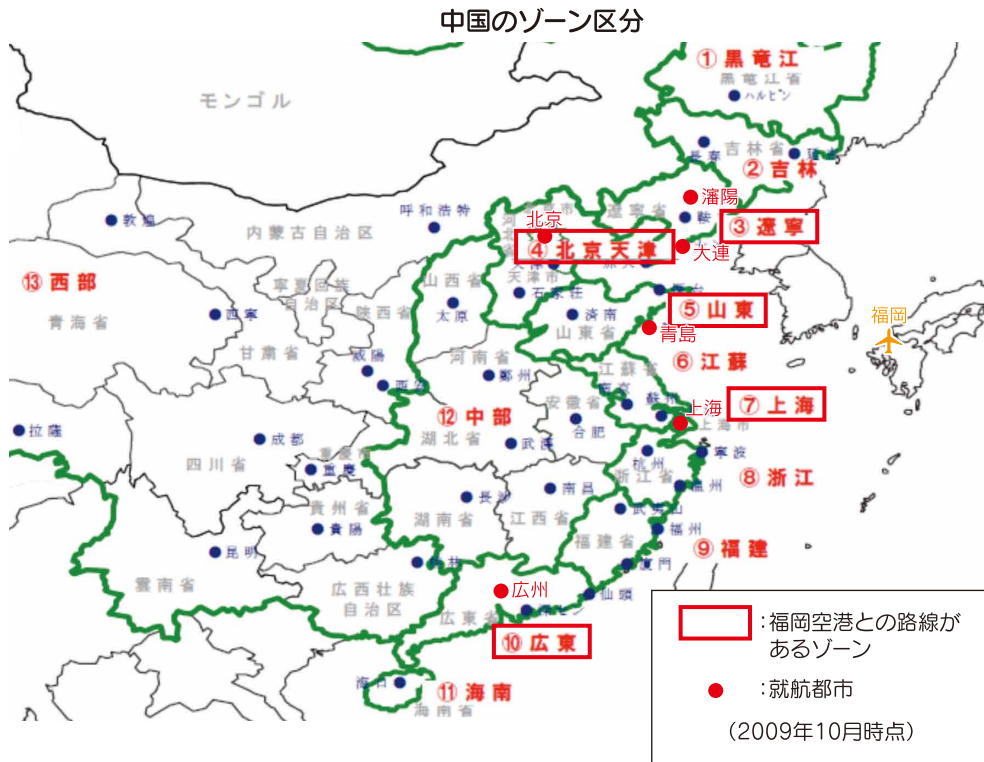 中国のゾーン区分
①黒竜江
黒竜江省
ハルビン
モンゴル
長春
吉林省
②吉林
瀋陽
遼寧省
鞍
③遼寧
敦煌
呼和浩特
内蒙古自治区
北京
④北京天津
大連
天津市
⑬西部
寧夏回族
自治区
山西省
石家荘
⑤山東
西寧
陝西省
太原
済南
山東省
青島
福岡
青海省
甘粛省
咸陽
河南省
⑥江蘇
江蘇省
西安
鄭州
南京
蘇州
安徽省
⑦上海
上海
上海市
⑫中部
合肥
拉薩
成都
湖北省
武漢
四川省
重慶市
重慶
杭州
寧波
浙江省
⑧浙江
温州
長沙
南昌
貴州省
武夷山
湖南省
江西省
貴陽
福州
福建省
⑨福建
昆明
厦門
雲南省
広西壮族
自治区
広州
仙頭
広東省
⑩広東
海口
⑪海南
海南省
:福岡空港との路線が
あるゾーン
:就航都市
(2009年10月時点)